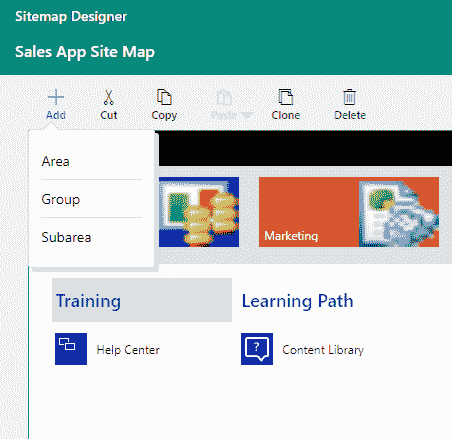 Sitemap Designer
Sales App Site Map
Add Cut Copy Paste Clone Delete
Area
Group
Subarea
Marketing
Training Learning Path
Help Center ? Content Library